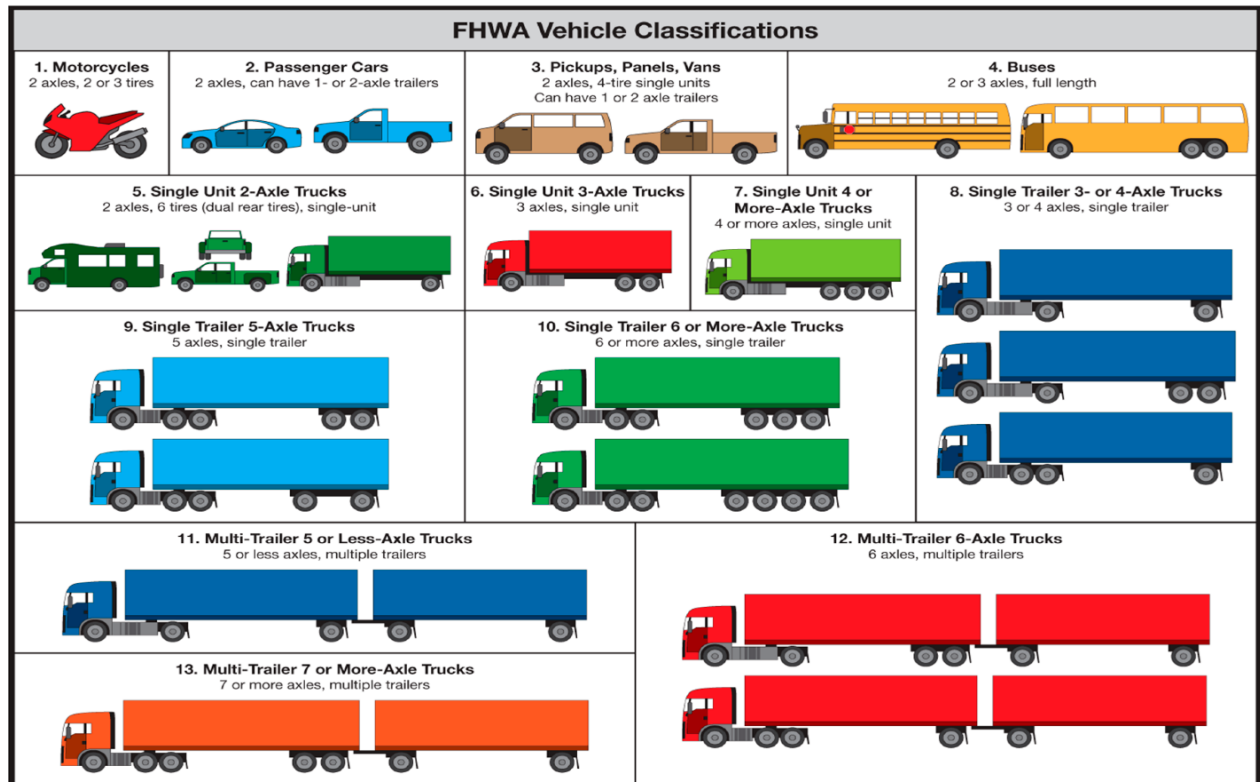 FHWA Vehicle Classifications
1. Motorcycles
2 axles, 2 or 3 tires
2. Passenger Cars
2 axles, can have 1- or 2-axle trailers
3. Pickups, Panels, Vans
2 axles, 4-tire single units
Can have 1 or 2 axle trailers
4. Buses
2 or 3 axles, full length
5. Single Unit 2-Axle Trucks
2 axles, 6 tires (dual rear tires), single-unit
6. Single Unit 3-Axle Trucks
3 axles, single unit
7. Single Unit 4 or
More-Axle Trucks
4 or more axles, single unit
8. Single Trailer 3- or 4-Axle Trucks
3 or 4 axles, single trailer
9. Single Trailer 5-Axle Trucks
5 axles, single trailer
10. Single Trailer 6 or More-Axle Trucks
6 or more axles, single trailer
11. Multi-Trailer 5 or Less-Axle Trucks
5 or less axles, multiple trailers
12. Multi-Trailer 6-Axle Trucks
6 axles, multiple trailers
13. Multi-Trailer 7 or More-Axle Trucks
7 or more axles, multiple trailers